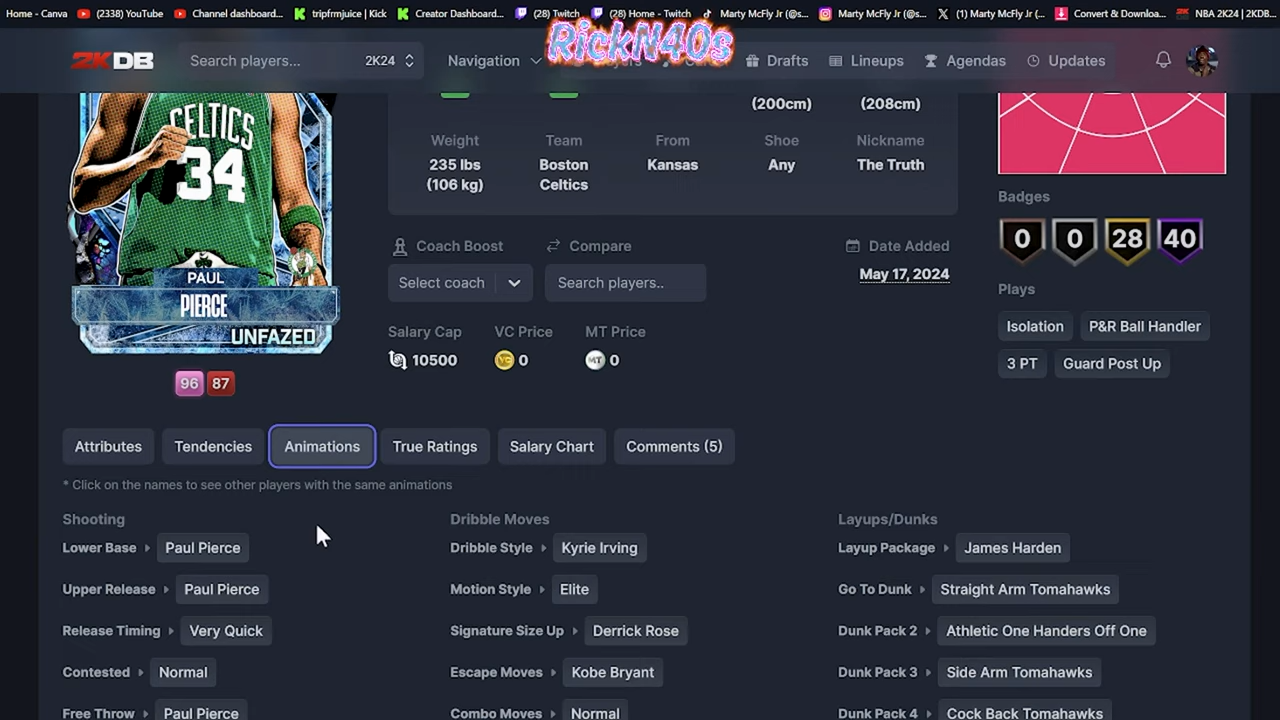 Home - Canva
(2338) YouTube
Channel dashboard...
tripfrmjuice | Kick
Creator Dashboard...
(28) Twitch
(28) Home - Twitch
Marty McFly Jr (@s...
Marty McFly Jr (@s...
(1) Marty McFly Jr (...
Convert & Downloa...
NBA 2K24 | 2KDB...
RickN40s
2KDB
Search players...
2K24
Navigation
Drafts
Lineups
Agendas
Updates
CELTICS
34
PAUL
PIERCE
UNFAZED
96 87
(200cm)
(208cm)
Weight
235 lbs
(106 kg)
Team
Boston
Celtics
From
Kansas
Shoe
Any
Nickname
The Truth
Coach Boost
Select coach
Compare
Search players..
Date Added
May 17, 2024
Salary Cap
10500
VC Price
VC 0
MT Price
MT 0
Badges
0 0 28 40
Plays
Isolation
P&R Ball Handler
3 PT
Guard Post Up
Attributes
Tendencies
Animations
True Ratings
Salary Chart
Comments (5)
* Click on the names to see other players with the same animations
Shooting
Lower Base Paul Pierce
Upper Release Paul Pierce
Release Timing Very Quick
Contested Normal
Free Throw Paul Pierce
Dribble Moves
Dribble Style Kyrie Irving
Motion Style Elite
Signature Size Up Derrick Rose
Escape Moves Kobe Bryant
Combo Moves Normal
Layups/Dunks
Layup Package James Harden
Go To Dunk Straight Arm Tomahawks
Dunk Pack 2 Athletic One Handers Off One
Dunk Pack 3 Side Arm Tomahawks
Dunk Pack 4 Cock Back Tomahawks